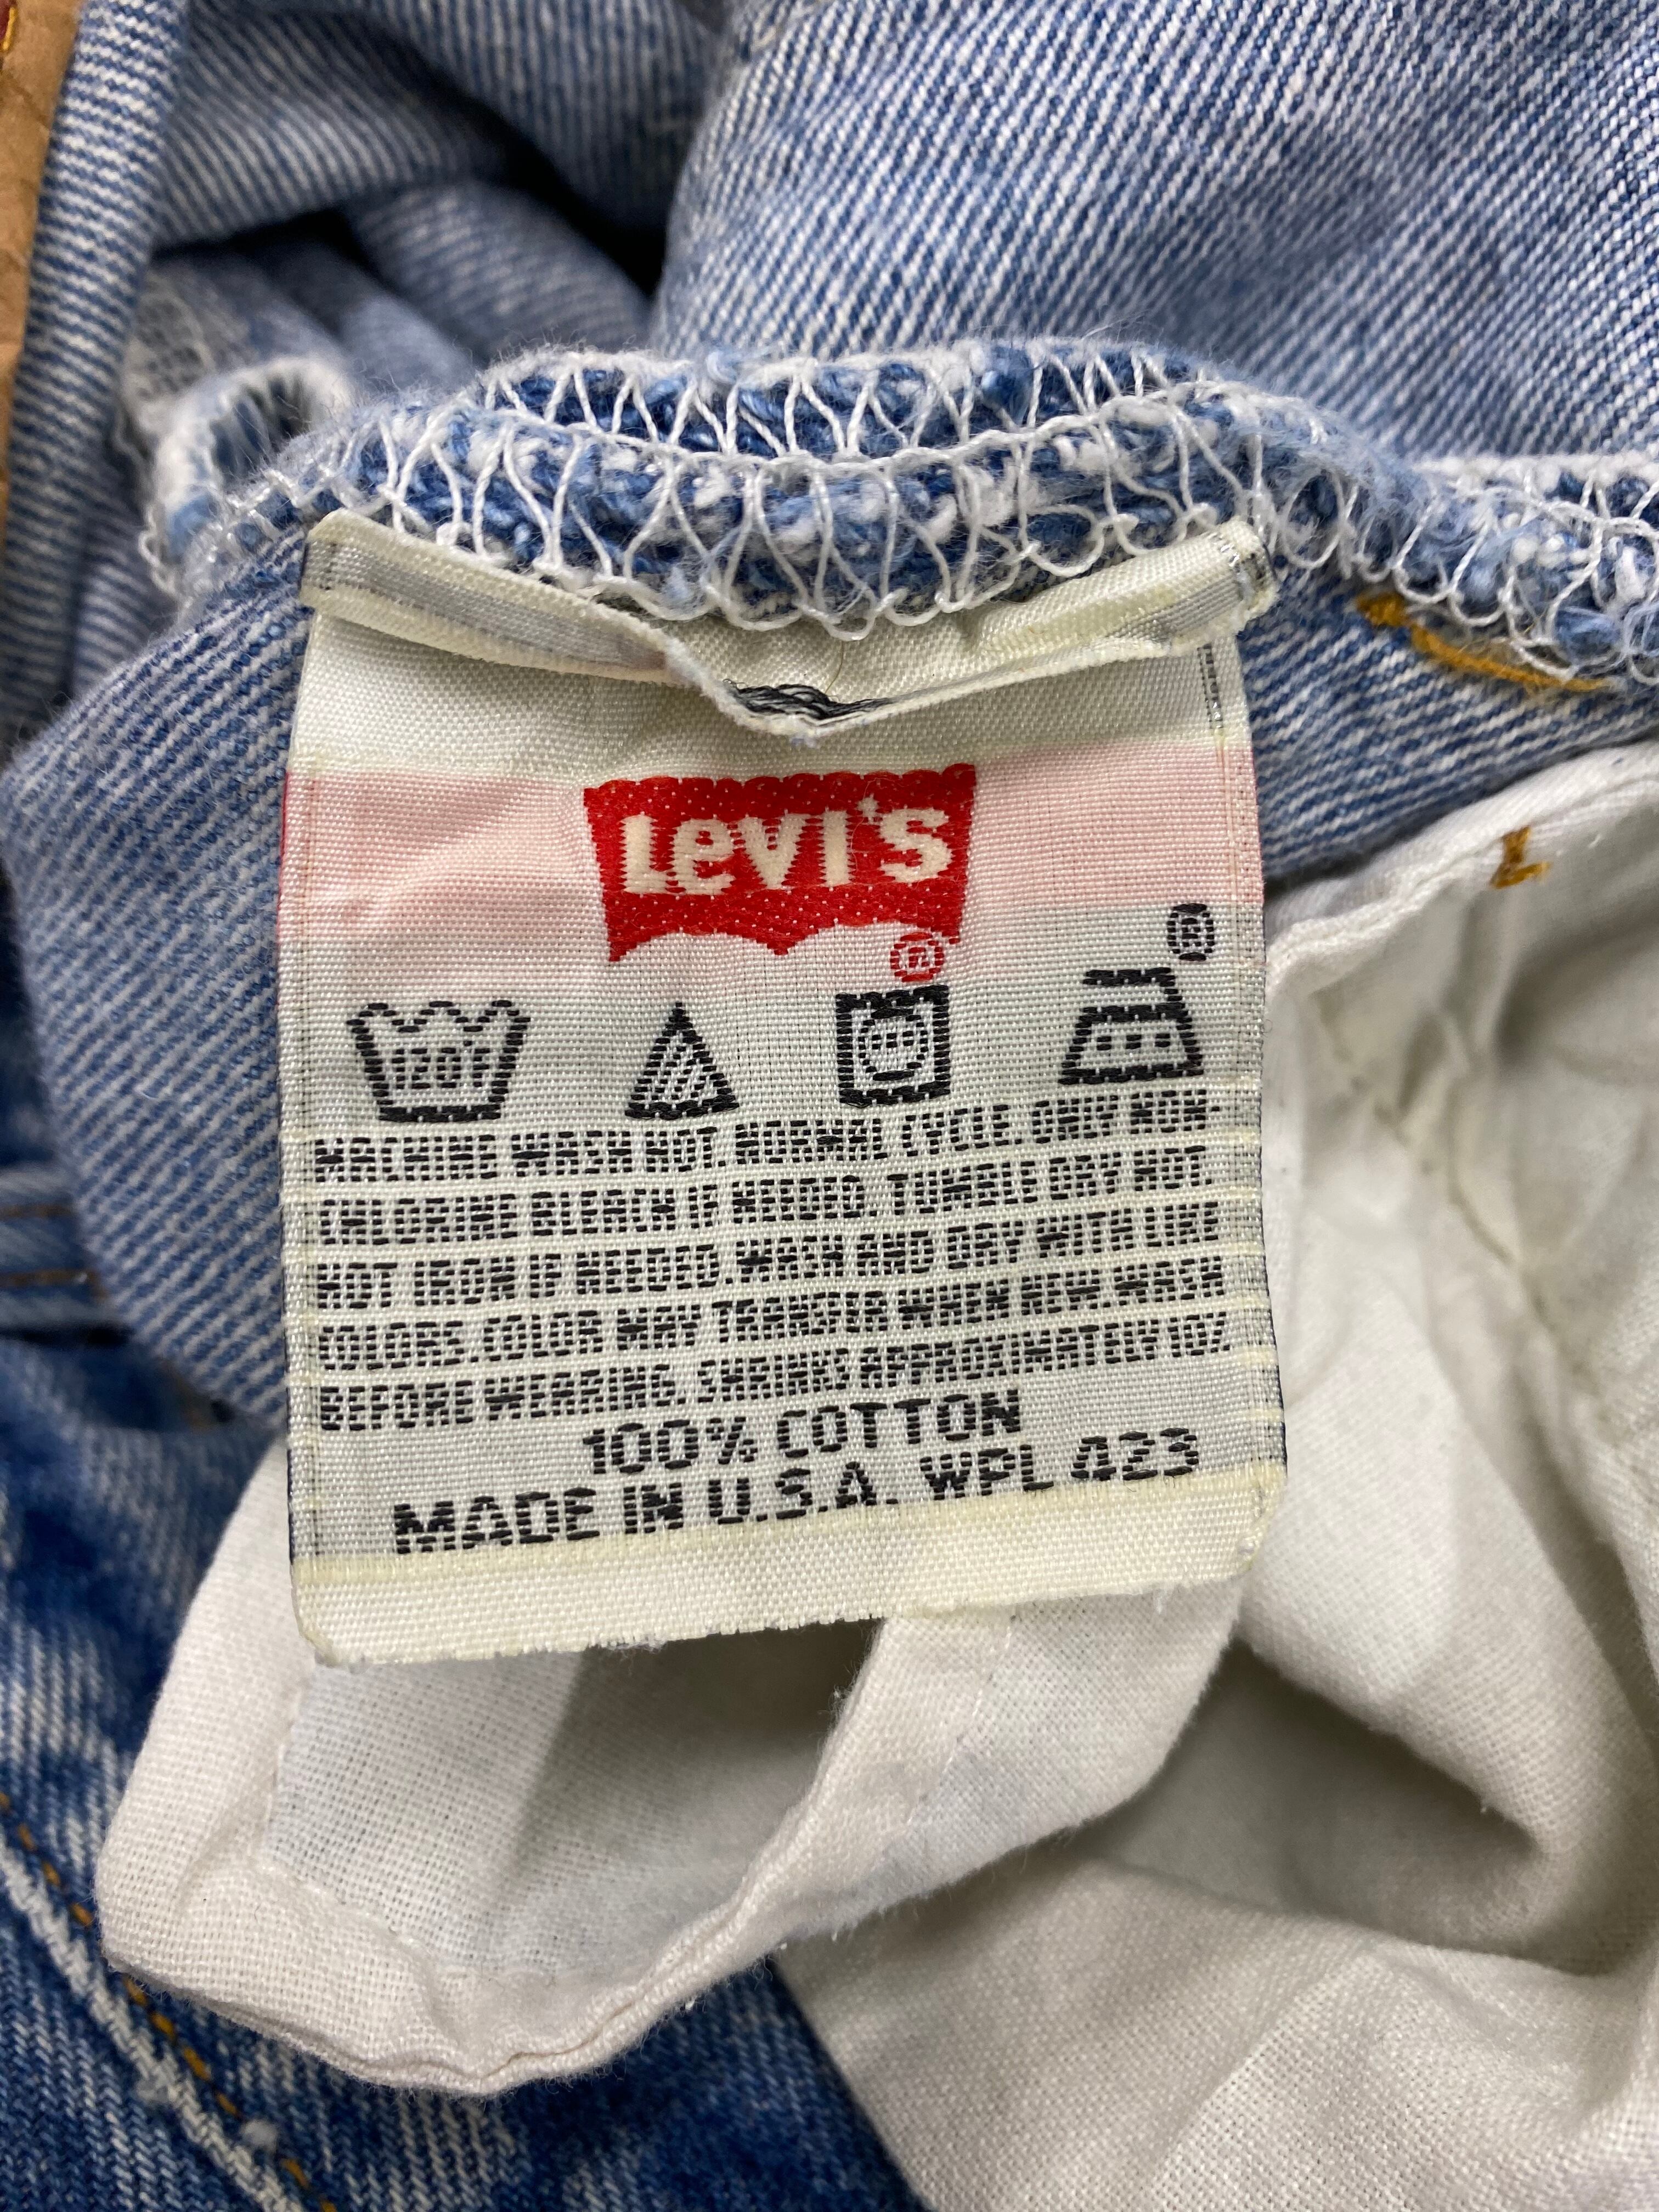 Levi's
®
®
120°F
MACHINE WASH HOT. NORMAL CYCLE. ONLY NON-
CHLORINE BLEACH IF NEEDED. TUMBLE DRY HOT
HOT IRON IF NEEDED. WASH AND DRY WITH LIKE
COLORS. COLOR MAY TRANSFER WHEN NEW. WASH
BEFORE WEARING. SHRINKS APPROXIMATELY 10%
100% COTTON
MADE IN U.S.A. WPL 423